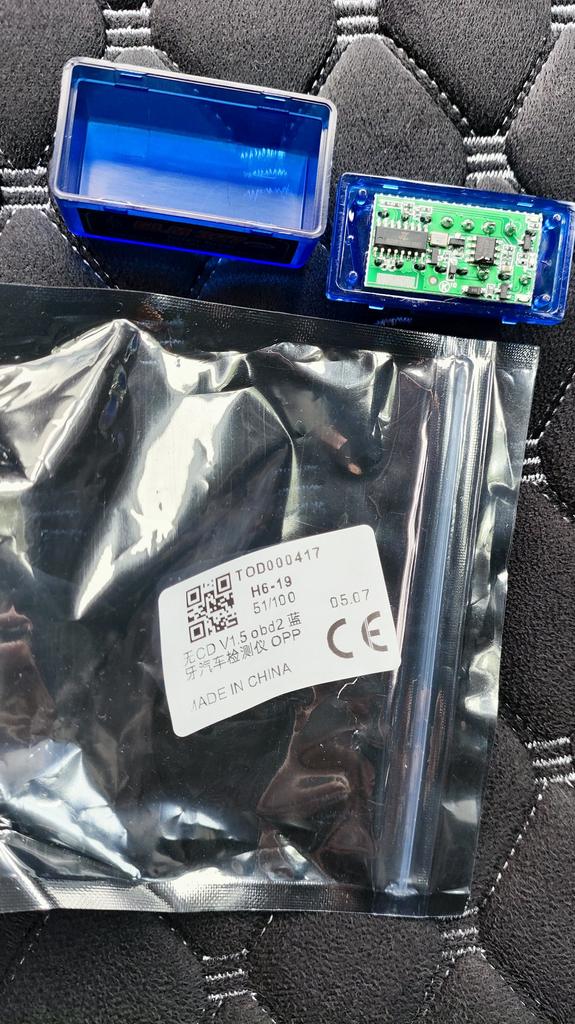 TOD000417
H6-19
51/100
05.07
无CD V1.5 obd2 蓝
牙汽车检测仪 OPP
MADE IN CHINA
CE